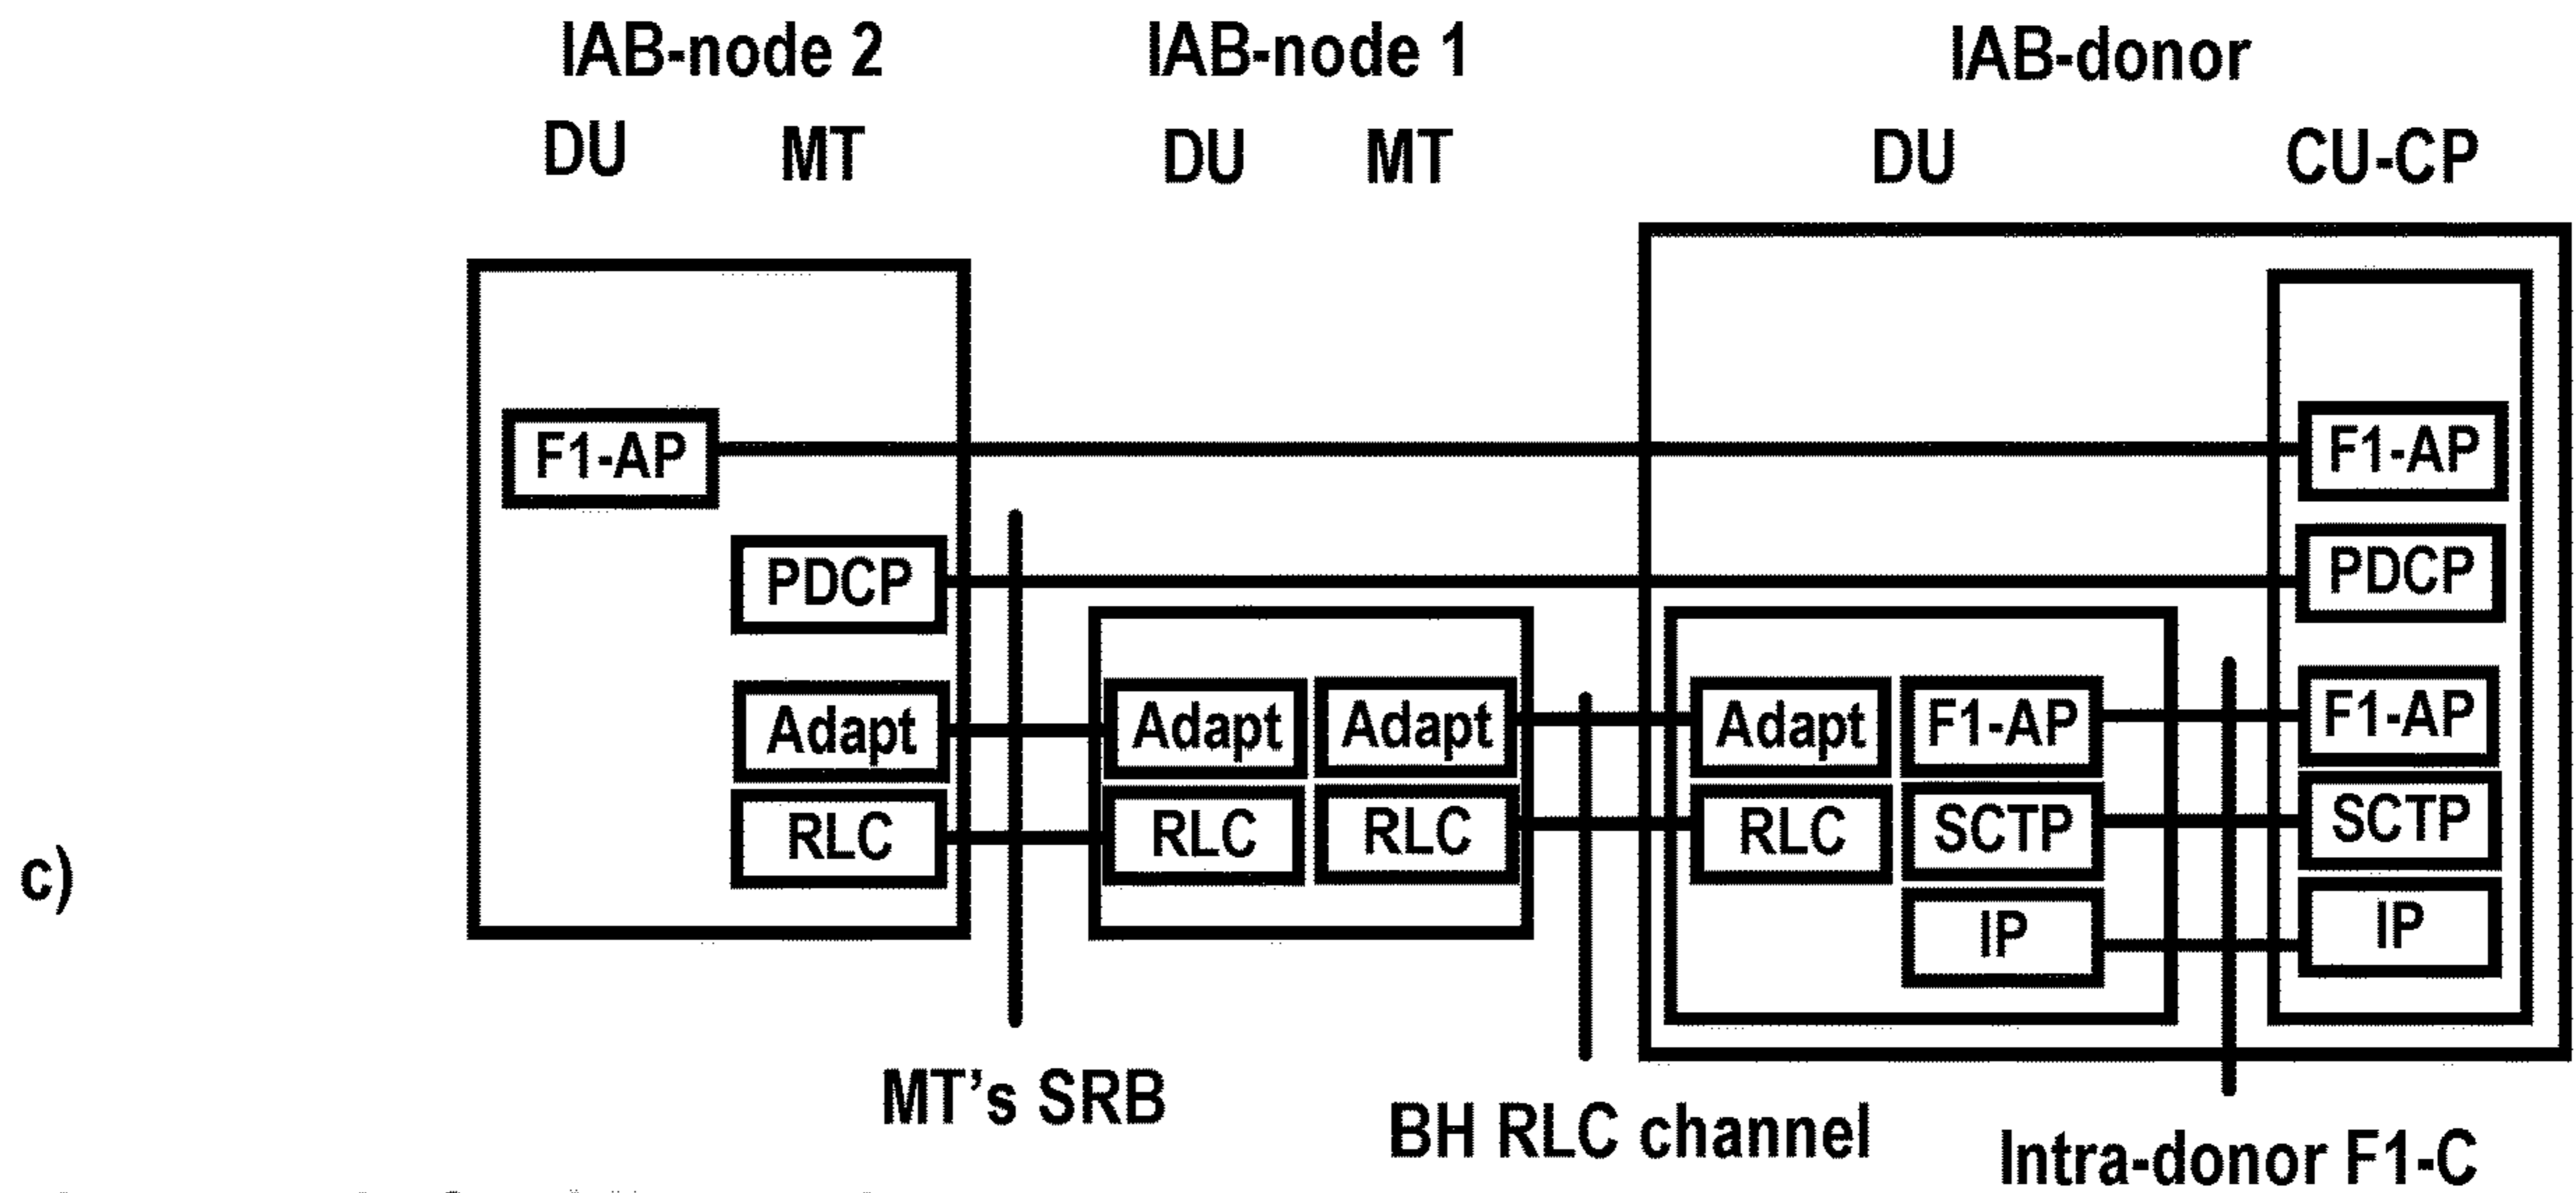 IAB-node 2 IAB-node 1 IAB-donor
DU MT DU MT DU CU-CP
F1-AP F1-AP
PDCP PDCP
Adapt Adapt Adapt Adapt F1-AP F1-AP
RLC RLC RLC RLC SCTP SCTP
c)
IP IP
MT's SRB
BH RLC channel
Intra-donor F1-C